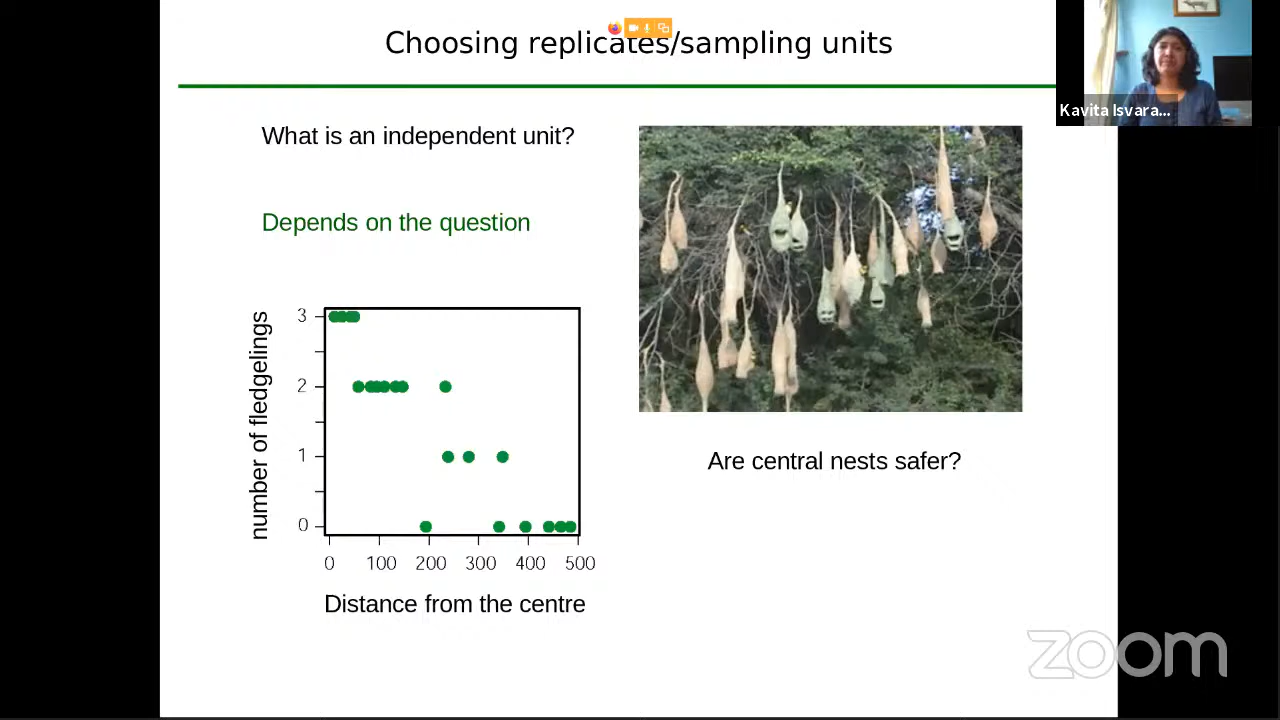 Choosing replicates/sampling units
Kavita Isvara...
What is an independent unit?
Depends on the question
number of fledgelings
3
2
1
0
0 100 200 300 400 500
Distance from the centre
Are central nests safer?
zoom